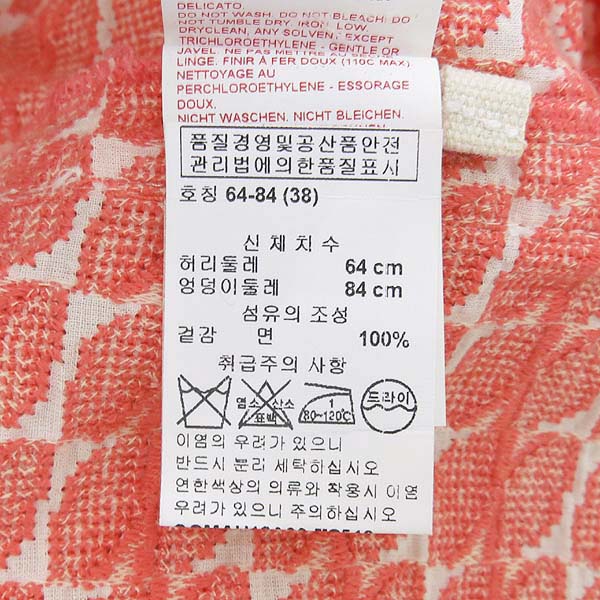 DELICATO.
DO NOT WASH. DO NOT BLEACH. DO
NOT TUMBLE DRY. IRON, LOW
DRYCLEAN, ANY SOLVENT EXCEPT
TRICHLOROETHYLENE - GENTLE OR
JAVEL. NE PAS METTRE AU
LINGE. FINIR À FER DOUX (110C MAX)
NETTOYAGE AU
PERCHLOROETHYLENE - ESSORAGE
DOUX.
NICHT WASCHEN. NICHT BLEICHEN.
품질경영및공산품안전
관리법에의한품질표시
호칭 64-84 (38)
신 체 치 수
허리둘레 64 cm
엉덩이둘레 84 cm
섬유의 조성
겉감 면 100%
취급주의 사항
염소 산소 표백
1
80~120℃
드라이
이염의 우려가 있으니
반드시 분리 세탁하십시오
연한색상의 의류와 착용시 이염
우려가 있으니 주의하십시오